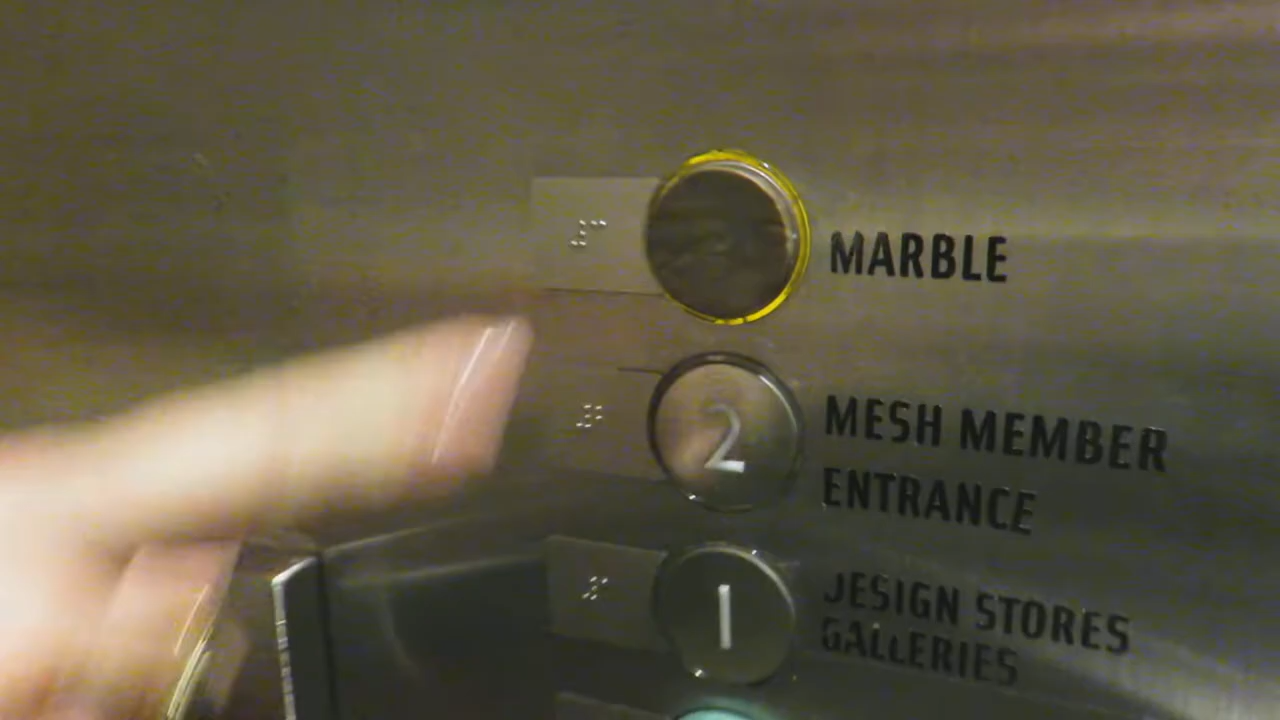 MARBLE
2
MESH MEMBER
ENTRANCE
1
JESIGN STORES
GALLERIES